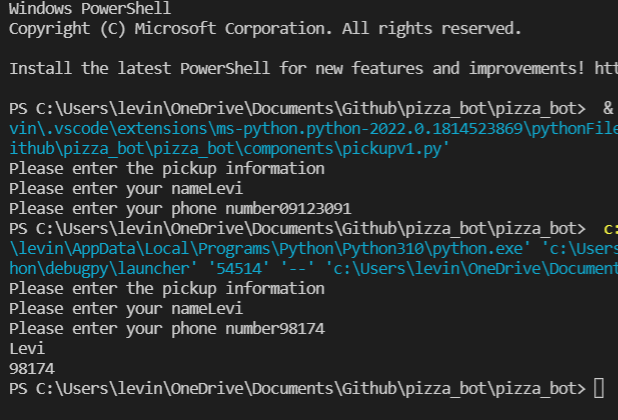 Windows PowerShell
Copyright (C) Microsoft Corporation. All rights reserved.
Install the latest PowerShell for new features and improvements! htt
PS C:\Users\levin\OneDrive\Documents\Github\pizza_bot\pizza_bot>  &
vin\.vscode\extensions\ms-python.python-2022.0.1814523869\pythonFile
ithub\pizza_bot\pizza_bot\components\pickupv1.py'
Please enter the pickup information
Please enter your nameLevi
Please enter your phone number09123091
PS C:\Users\levin\OneDrive\Documents\Github\pizza_bot\pizza_bot>  c:
\levin\AppData\Local\Programs\Python\Python310\python.exe' 'c:\Users
hon\debugpy\launcher' '54514' '--' 'c:\Users\levin\OneDrive\Document
Please enter the pickup information
Please enter your nameLevi
Please enter your phone number98174
Levi
98174
PS C:\Users\levin\OneDrive\Documents\Github\pizza_bot\pizza_bot>